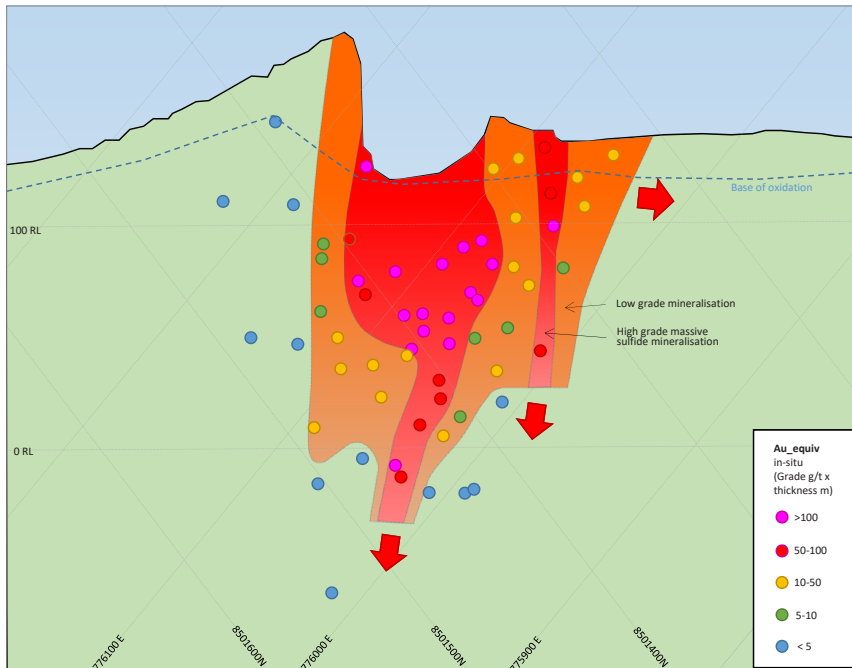 Base of oxidation
100 RL
Low grade mineralisation
High grade massive
sulfide mineralisation
0 RL
Au_equiv
in-situ
(Grade g/t x
thickness m)
>100
50-100
10-50
5-10
< 5
776100 E
8501600N
776000 E
8501500N
775900 E
8501400N